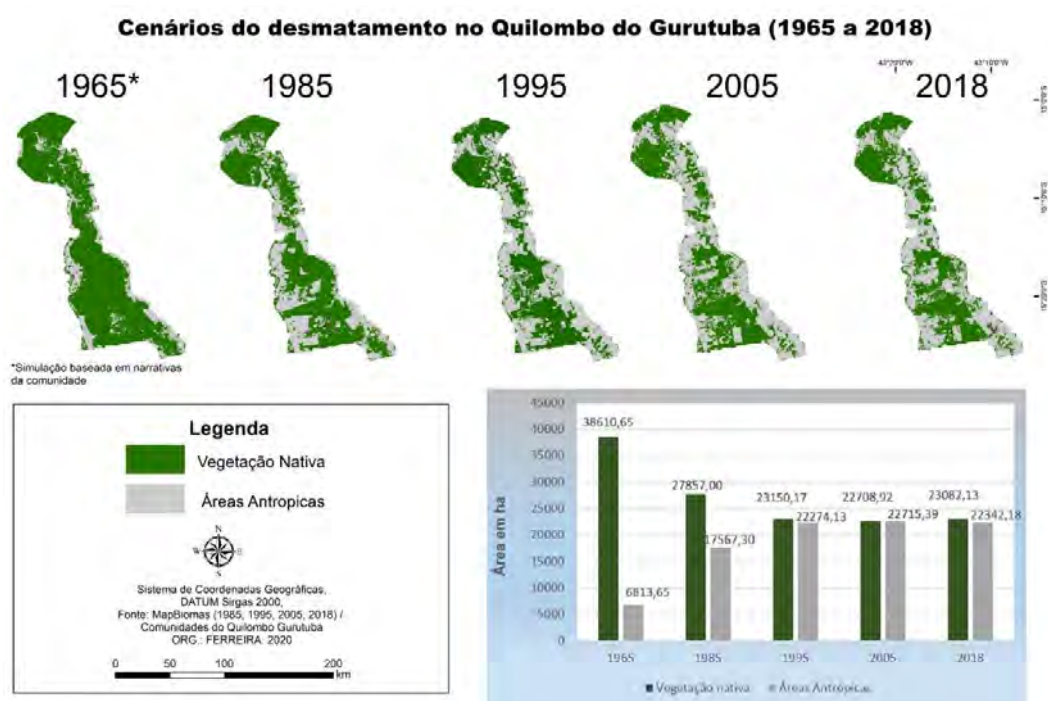 Cenários do desmatamento no Quilombo do Gurutuba (1965 a 2018)
1965*
1985
1995
2005
2018
*Simulação baseada em narrativas
da comunidade
Legenda
Vegetação Nativa
Áreas Antropicas
N
W
E
S
Sistema de Coordenadas Geográficas,
DATUM Sirgas 2000,
Fonte: MapBiomas (1985, 1995, 2005, 2018) /
Comunidades do Quilombo Gurutuba
ORG.: FERREIRA. 2020
0 50 100 200
km
Área em ha
45000
40000
35000
30000
25000
20000
15000
10000
5000
0
38610,65
6813,65
27857,00
17567,30
23150,17
22274,13
22708,92
22715,39
23082,13
22342,18
1965 1985 1995 2005 2018
Vegetação nativa Áreas Antrópicas